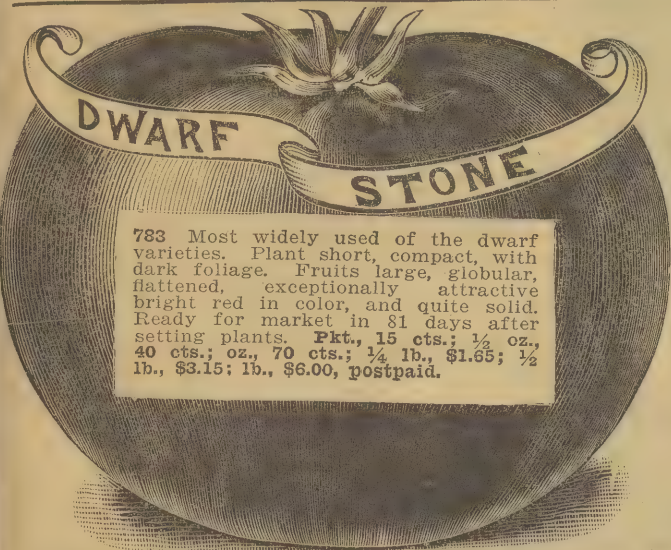 DWARF
STONE
783 Most widely used of the dwarf
varieties. Plant short, compact, with
dark foliage. Fruits large, globular,
flattened, exceptionally attractive
bright red in color, and quite solid.
Ready for market in 81 days after
setting plants. Pkt., 15 cts.; ½ oz.,
40 cts.; oz., 70 cts.; ¼ lb., $1.65; ½
lb., $3.15; lb., $6.00, postpaid.